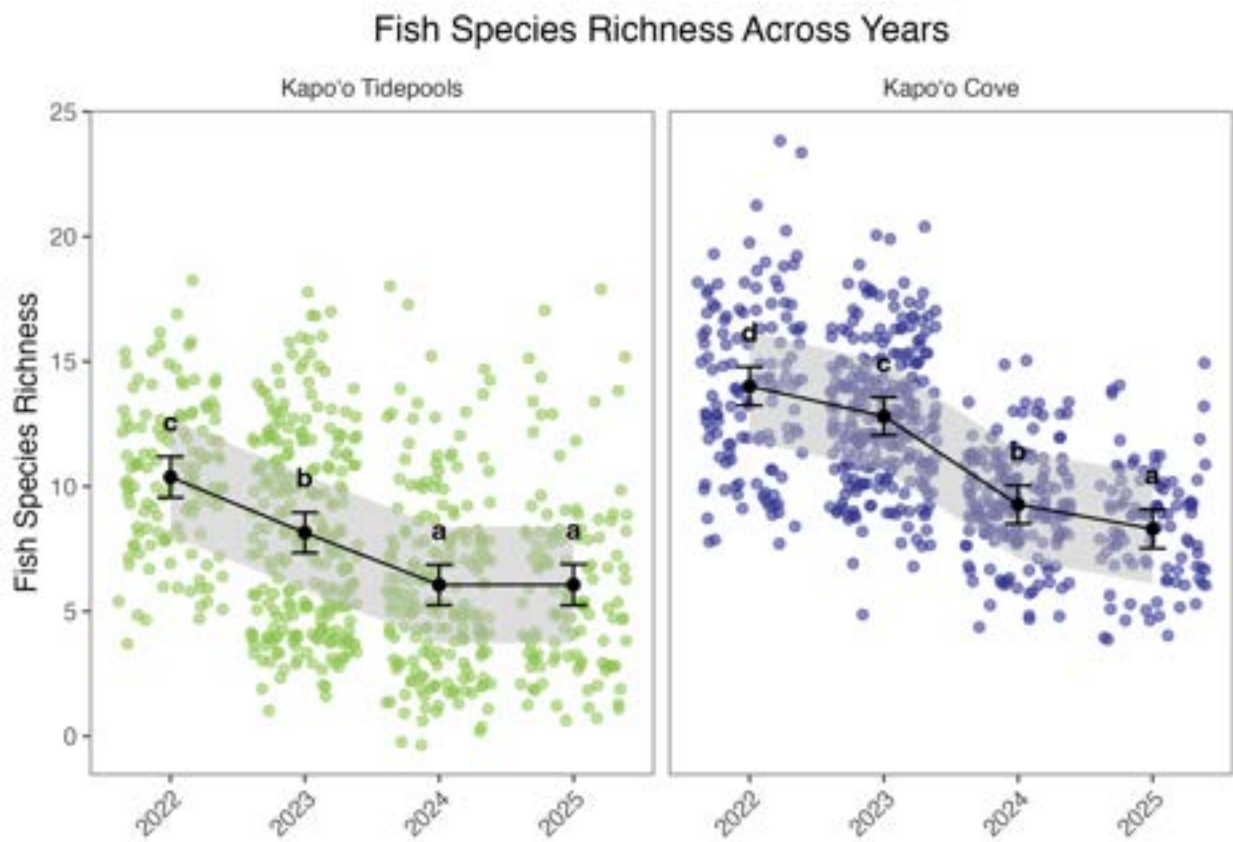 Fish Species Richness Across Years
Kapo‘o Tidepools
Kapo‘o Cove
Fish Species Richness
25
20
15
10
5
0
c
b
a
a
d
c
b
a
2022
2023
2024
2025
2022
2023
2024
2025